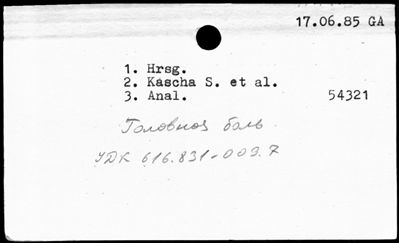 17.06.85 GA
1. Hrsg.
2. Kascha S. et al.
3. Anal. 54321
Головная боль
УДК 616.831-009.7